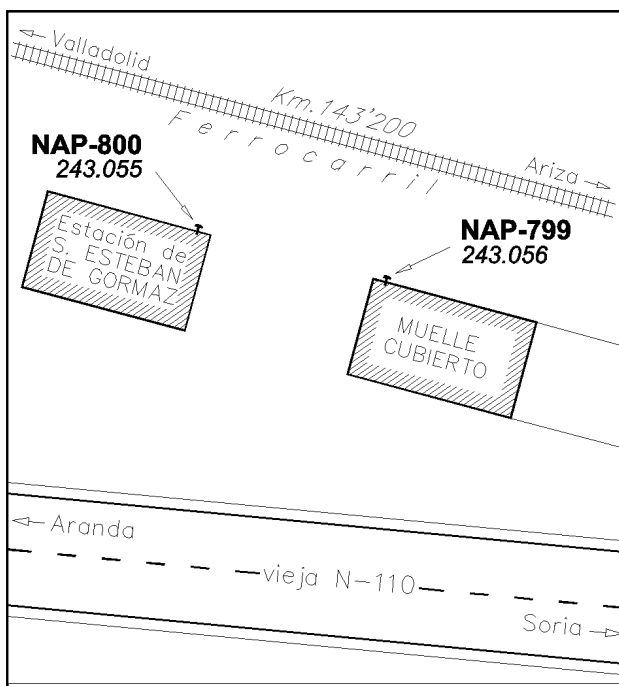 Valladolid
Km.143'200
Ferrocarril
Ariza
NAP-800
243.055
Estación de
S. ESTEBAN
DE GORMAZ
NAP-799
243.056
MUELLE
CUBIERTO
Aranda
vieja N-110
Soria